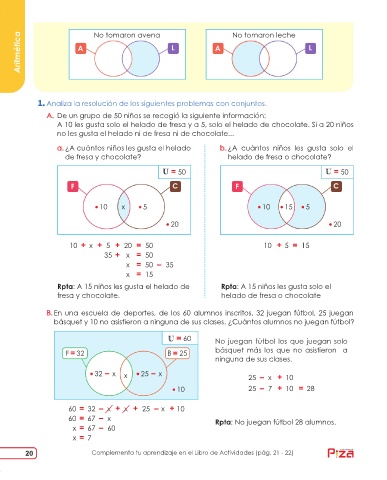 Aritmética
No tomaron avena
No tomaron leche
A L A L
1. Analiza la resolución de los siguientes problemas con conjuntos.
A. De un grupo de 50 niños se recogió la siguiente información:
A 10 les gusta solo el helado de fresa y a 5, solo el helado de chocolate. Si a 20 niños
no les gusta el helado ni de fresa ni de chocolate...
a. ¿A cuántos niños les gusta el helado
de fresa y chocolate?
U = 50
F C
• 10 x • 5
• 20
10 + x + 5 + 20 = 50
35 + x = 50
x = 50 − 35
x = 15
Rpta: A 15 niños les gusta el helado de
fresa y chocolate.
b. ¿A cuántos niños les gusta solo el
helado de fresa o chocolate?
U = 50
F C
• 10 • 15 • 5
• 20
10 + 5 = 15
Rpta: A 15 niños les gusta solo el
helado de fresa o chocolate
B. En una escuela de deportes, de los 60 alumnos inscritos, 32 juegan fútbol, 25 juegan
básquet y 10 no asistieron a ninguna de sus clases. ¿Cuántos alumnos no juegan fútbol?
U = 60
F = 32 B = 25
• 32 − x x • 25 − x
• 10
60 = 32 − x + x + 25 − x + 10
60 = 67 − x
x = 67 − 60
x = 7
No juegan fútbol los que juegan solo
básquet más los que no asistieron a
ninguna de sus clases.
25 − x + 10
25 − 7 + 10 = 28
Rpta: No juegan fútbol 28 alumnos.
20
Complementa tu aprendizaje en el Libro de Actividades (pág. 21 - 22)
Pizza